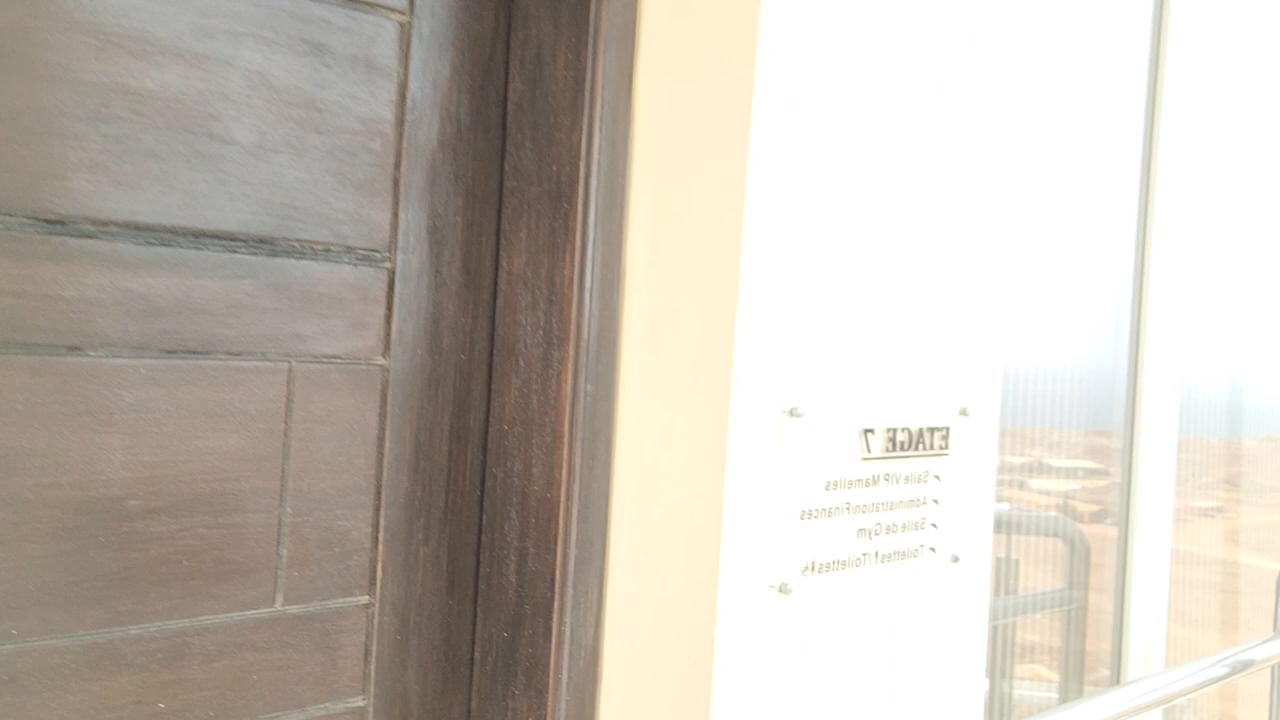 ETAGE 7
Salle VIP Mamelles
Administration/Finances
Salle de Gym
Toilettes /Toilettes